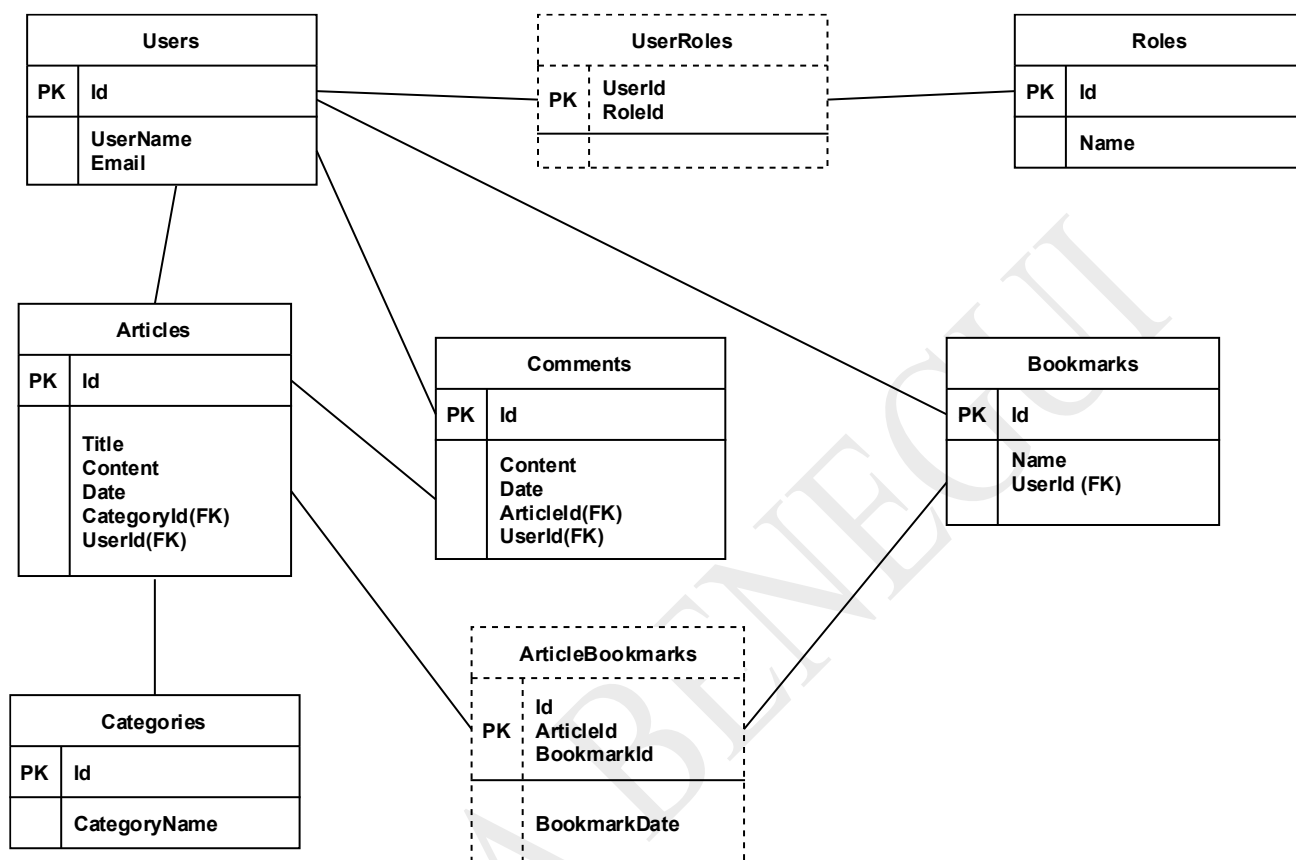 Users
PK Id
UserName
Email
UserRoles
PK
UserId
RoleId
Roles
PK Id
Name
Articles
PK Id
Title
Content
Date
CategoryId(FK)
UserId(FK)
Comments
PK Id
Content
Date
ArticleId(FK)
UserId(FK)
Bookmarks
PK Id
Name
UserId (FK)
ArticleBookmarks
PK
Id
ArticleId
BookmarkId
BookmarkDate
Categories
PK Id
CategoryName
A BENEGUI